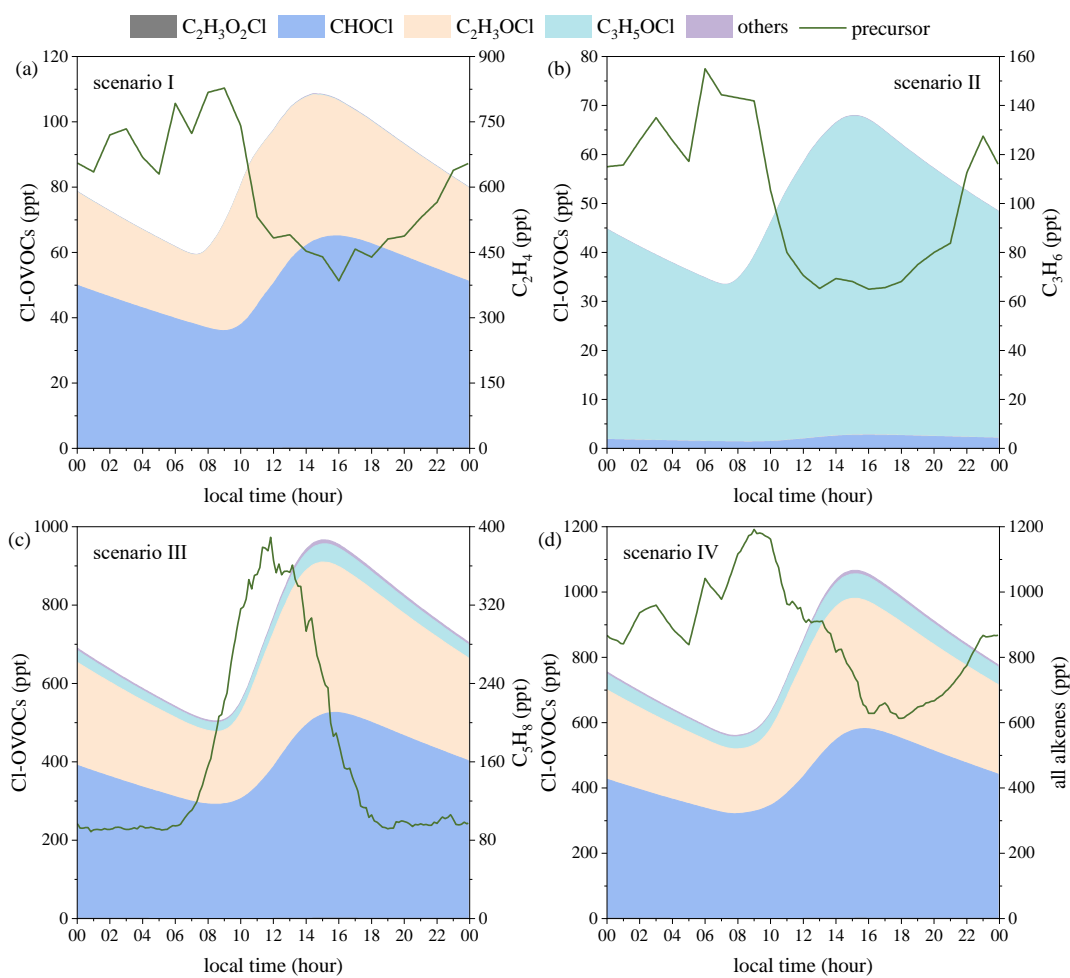 C₂H₃O₂Cl CHOCl C₂H₃OCl C₃H₅OCl others precursor
(a) scenario I
120 100 80 60 40 20 0
Cl-OVOCs (ppt)
900 750 600 450 300 150 0
C₂H₄ (ppt)
00 02 04 06 08 10 12 14 16 18 20 22 00
local time (hour)
(b) scenario II
80 70 60 50 40 30 20 10 0
Cl-OVOCs (ppt)
160 140 120 100 80 60 40 20 0
C₃H₆ (ppt)
00 02 04 06 08 10 12 14 16 18 20 22 00
local time (hour)
(c) scenario III
1000 800 600 400 200 0
Cl-OVOCs (ppt)
400 320 240 160 80 0
C₅H₈ (ppt)
00 02 04 06 08 10 12 14 16 18 20 22 00
local time (hour)
(d) scenario IV
1200 1000 800 600 400 200 0
Cl-OVOCs (ppt)
1200 1000 800 600 400 200 0
all alkenes (ppt)
00 02 04 06 08 10 12 14 16 18 20 22 00
local time (hour)